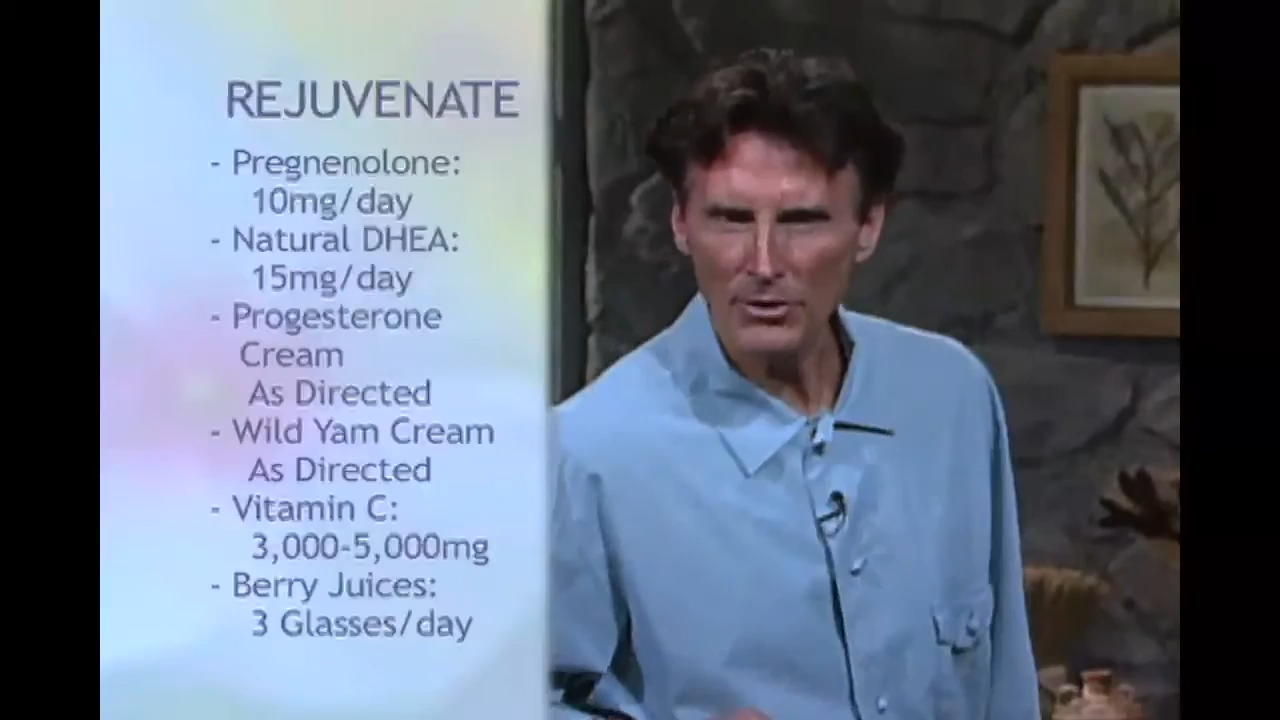 REJUVENATE
- Pregnenolone:
10mg/day
- Natural DHEA:
15mg/day
- Progesterone
Cream
As Directed
- Wild Yam Cream
As Directed
- Vitamin C:
3,000-5,000mg
- Berry Juices:
3 Glasses/day